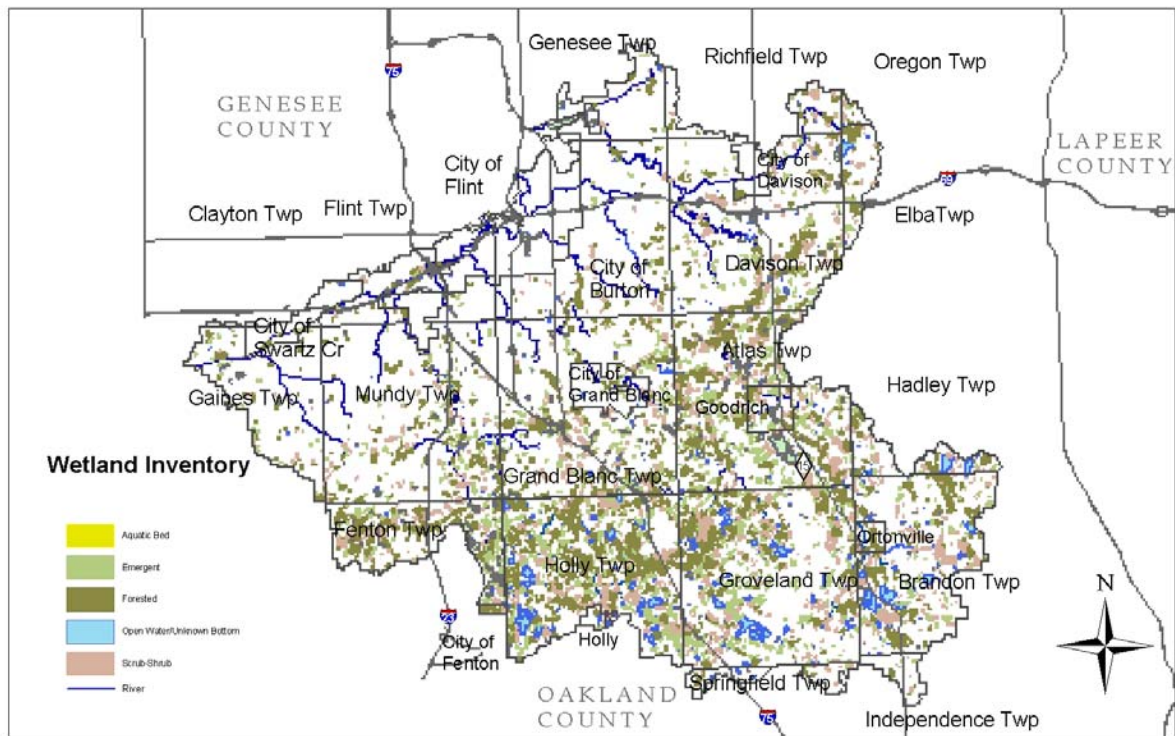 Genesee Twp
Richfield Twp
Oregon Twp
75
GENESEE
COUNTY
LAPEER
COUNTY
City of
Flint
City of
Davison
69
Clayton Twp
Flint Twp
ElbaTwp
City of
Burton
Davison Twp
City of
Swartz Cr
Atlas Twp
City of
Grand Blanc
Hadley Twp
Gaines Twp
Mundy Twp
Goodrich
Wetland Inventory
15
Grand Blanc Twp
Fenton Twp
Ortonville
Holly Twp
Groveland Twp
Brandon Twp
Aquatic Bed
Emergent
Forested
Open Water/Unknown Bottom
Scrub-Shrub
River
N
23
City of
Fenton
Holly
Springfield Twp
OAKLAND
COUNTY
75
Independence Twp